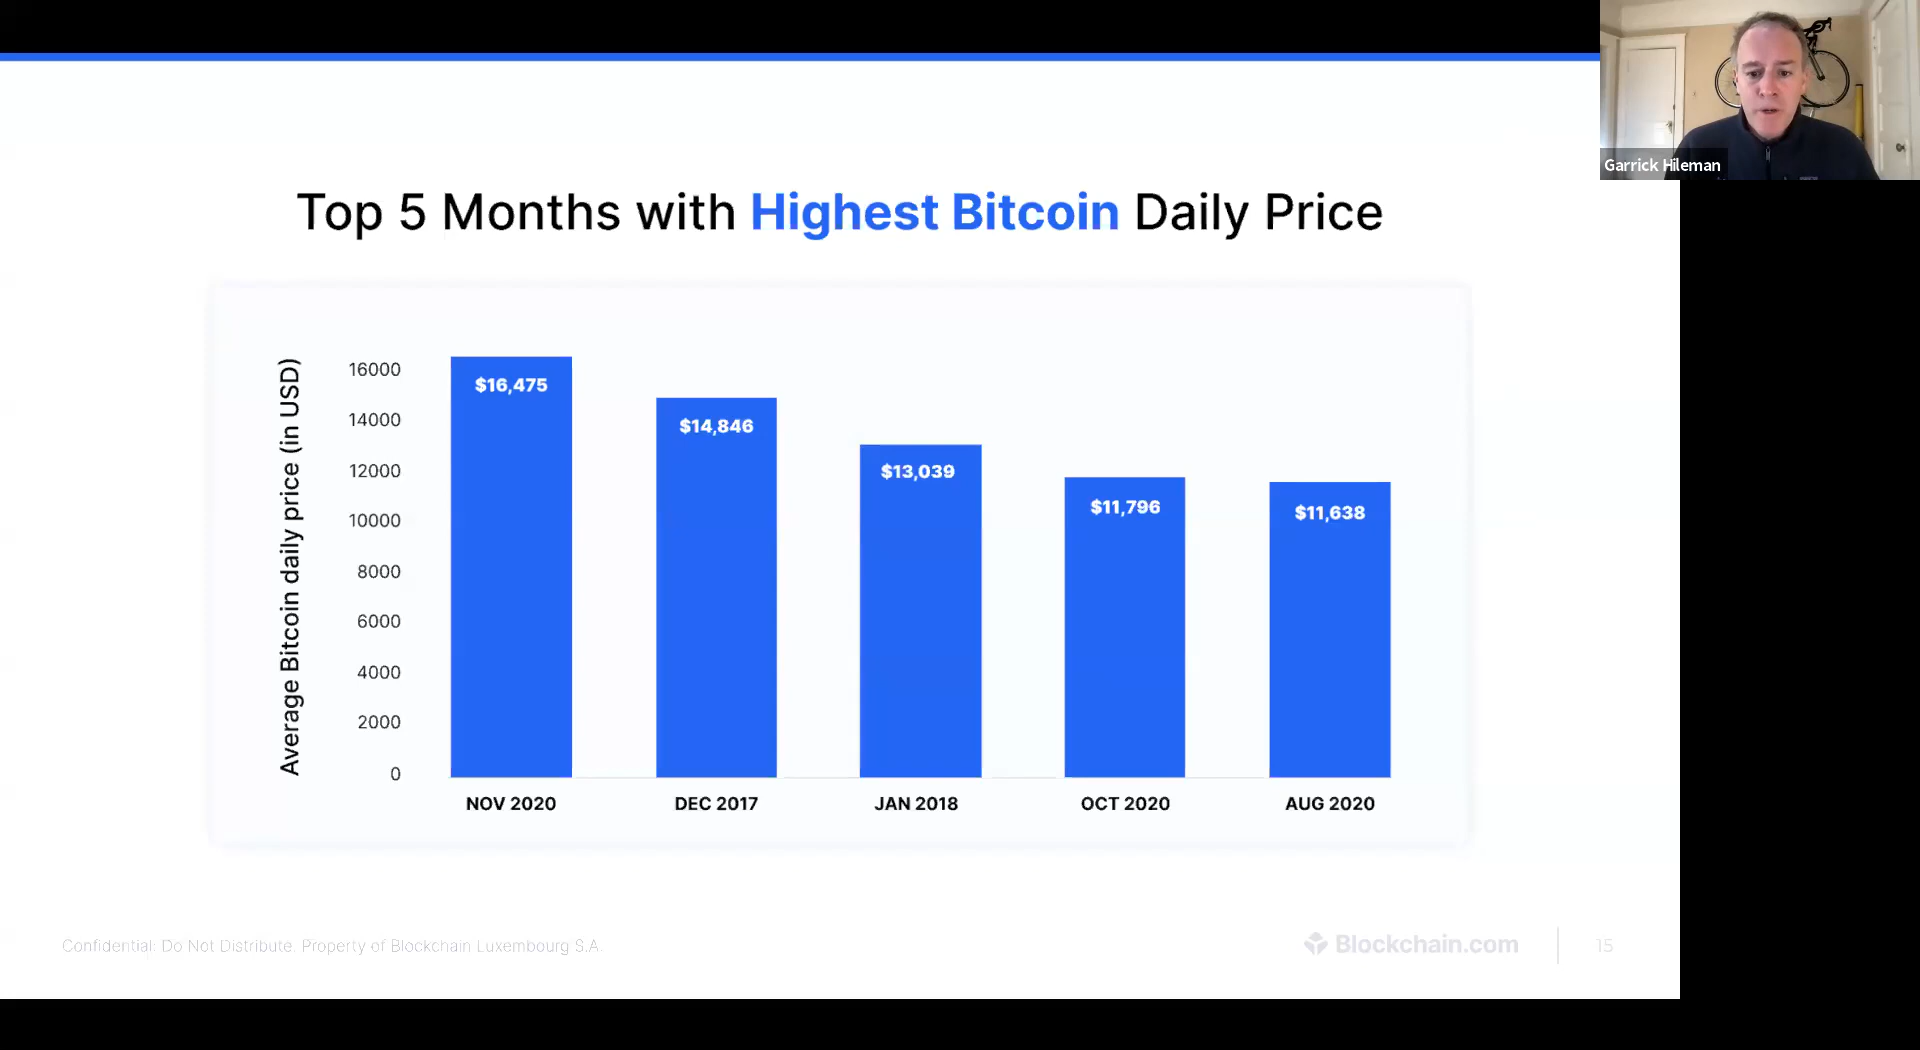 Garrick Hileman
Top 5 Months with Highest Bitcoin Daily Price
Average Bitcoin daily price (in USD)
16000
14000
12000
10000
8000
6000
4000
2000
0
$16,475
$14,846
$13,039
$11,796
$11,638
NOV 2020
DEC 2017
JAN 2018
OCT 2020
AUG 2020
Confidential: Do Not Distribute. Property of Blockchain Luxembourg S.A.
Blockchain.com
15